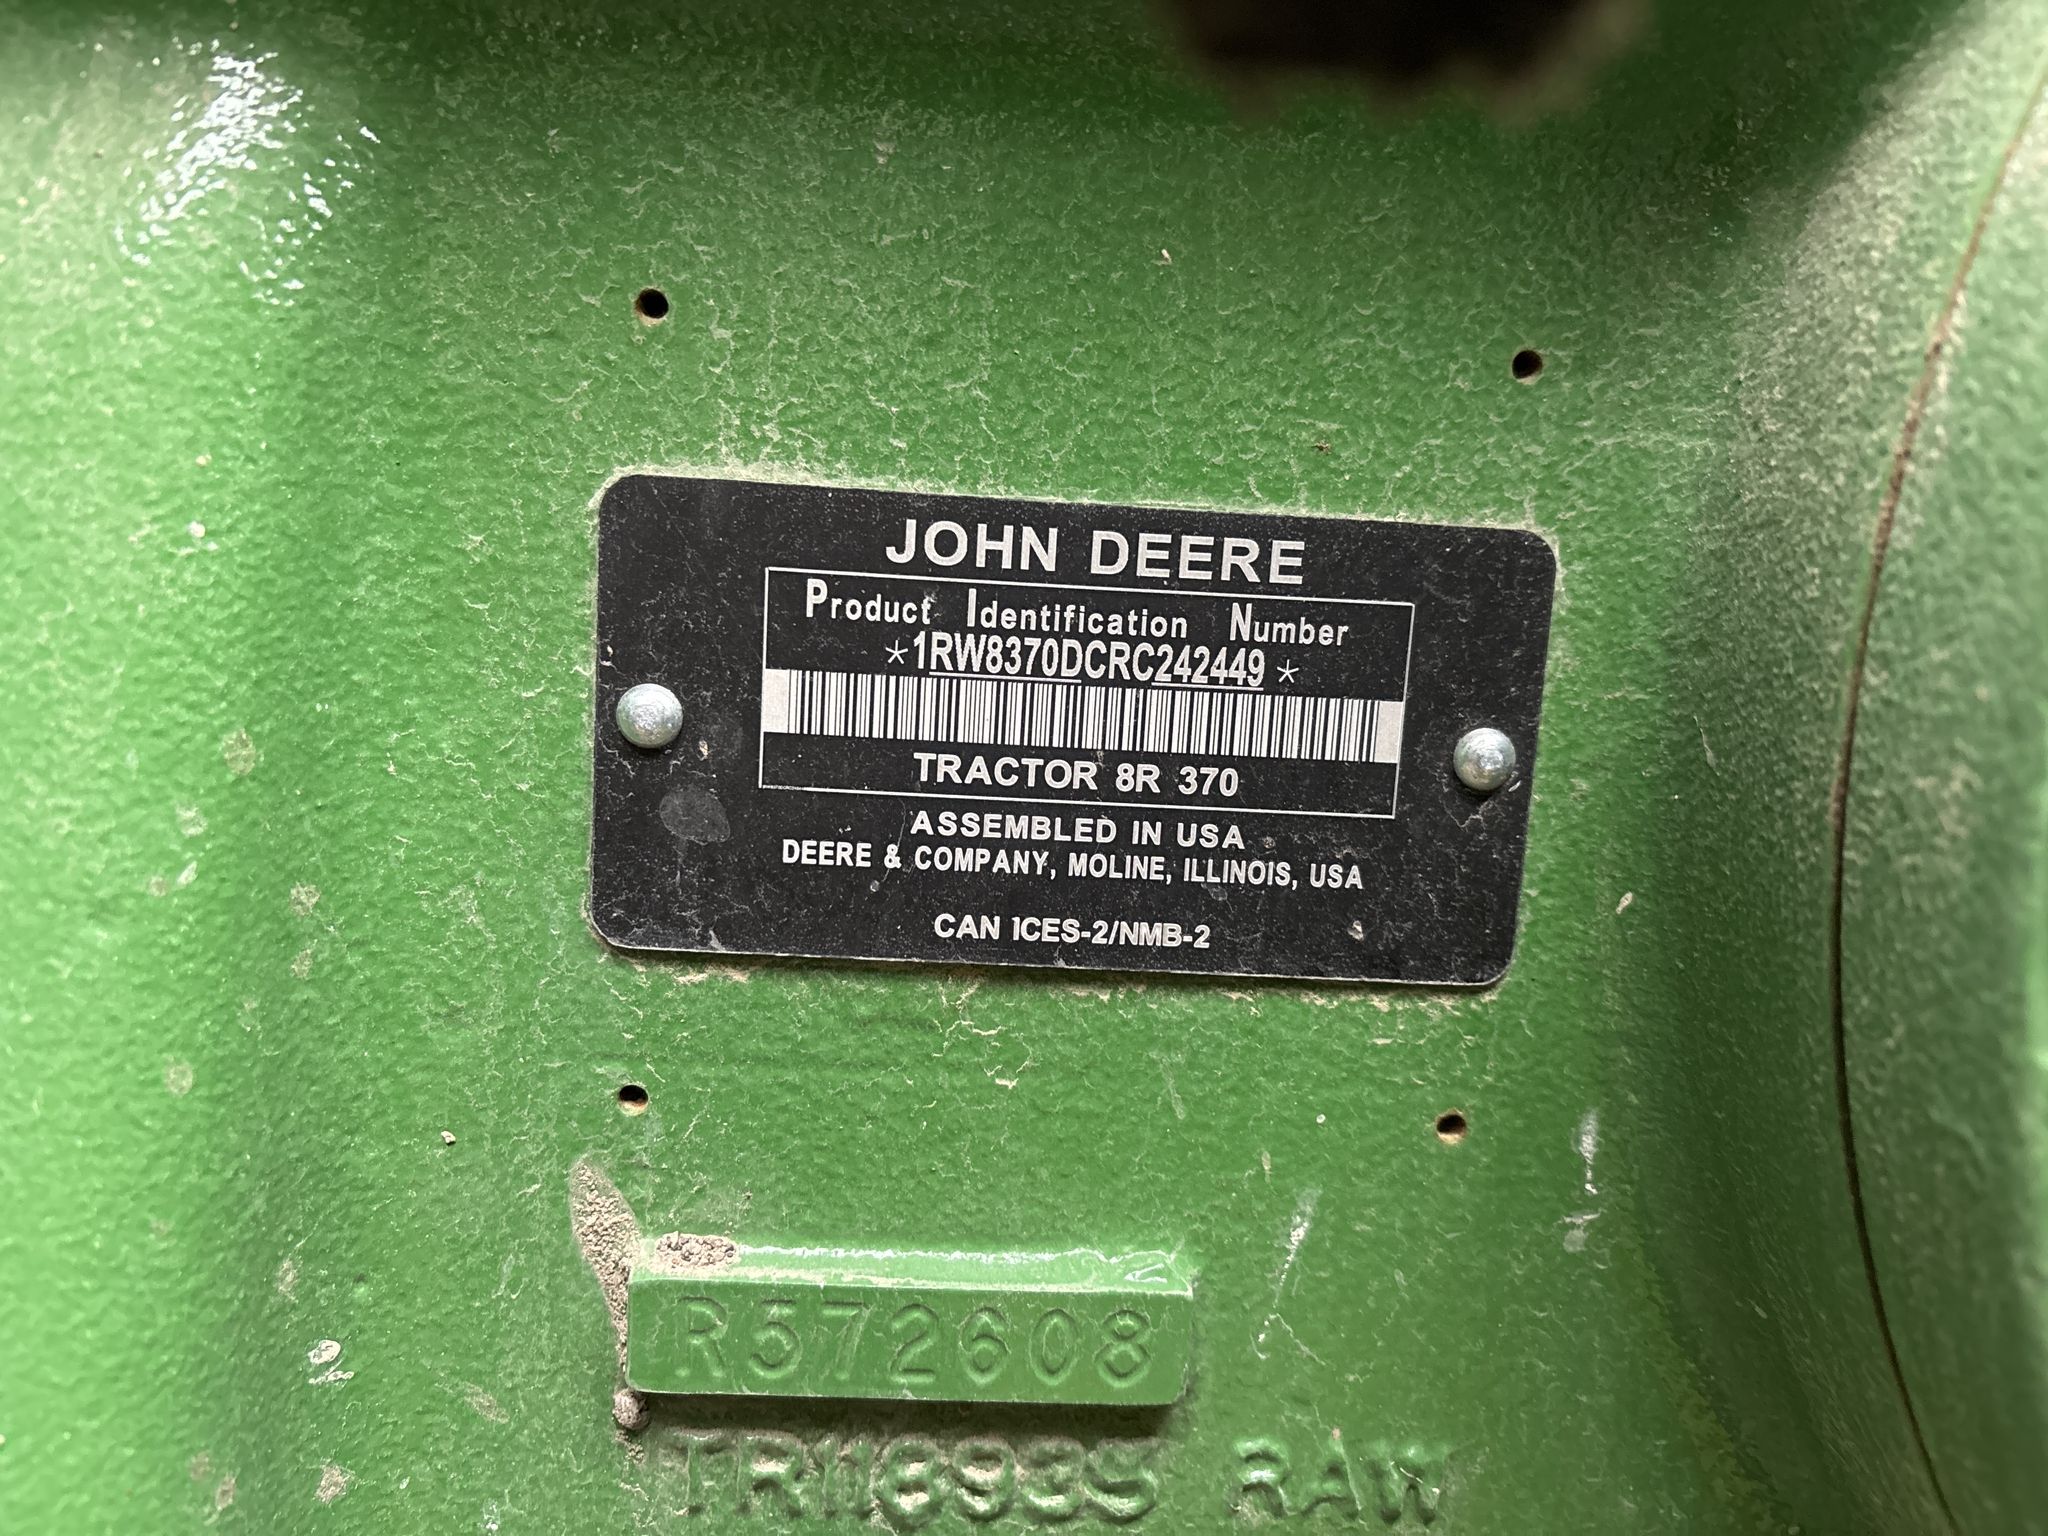 JOHN DEERE
Product Identification Number
*1RW8370DCRC242449*
TRACTOR 8R 370
ASSEMBLED IN USA
DEERE & COMPANY, MOLINE, ILLINOIS, USA
CAN ICES-2/NMB-2
R572608
RAW